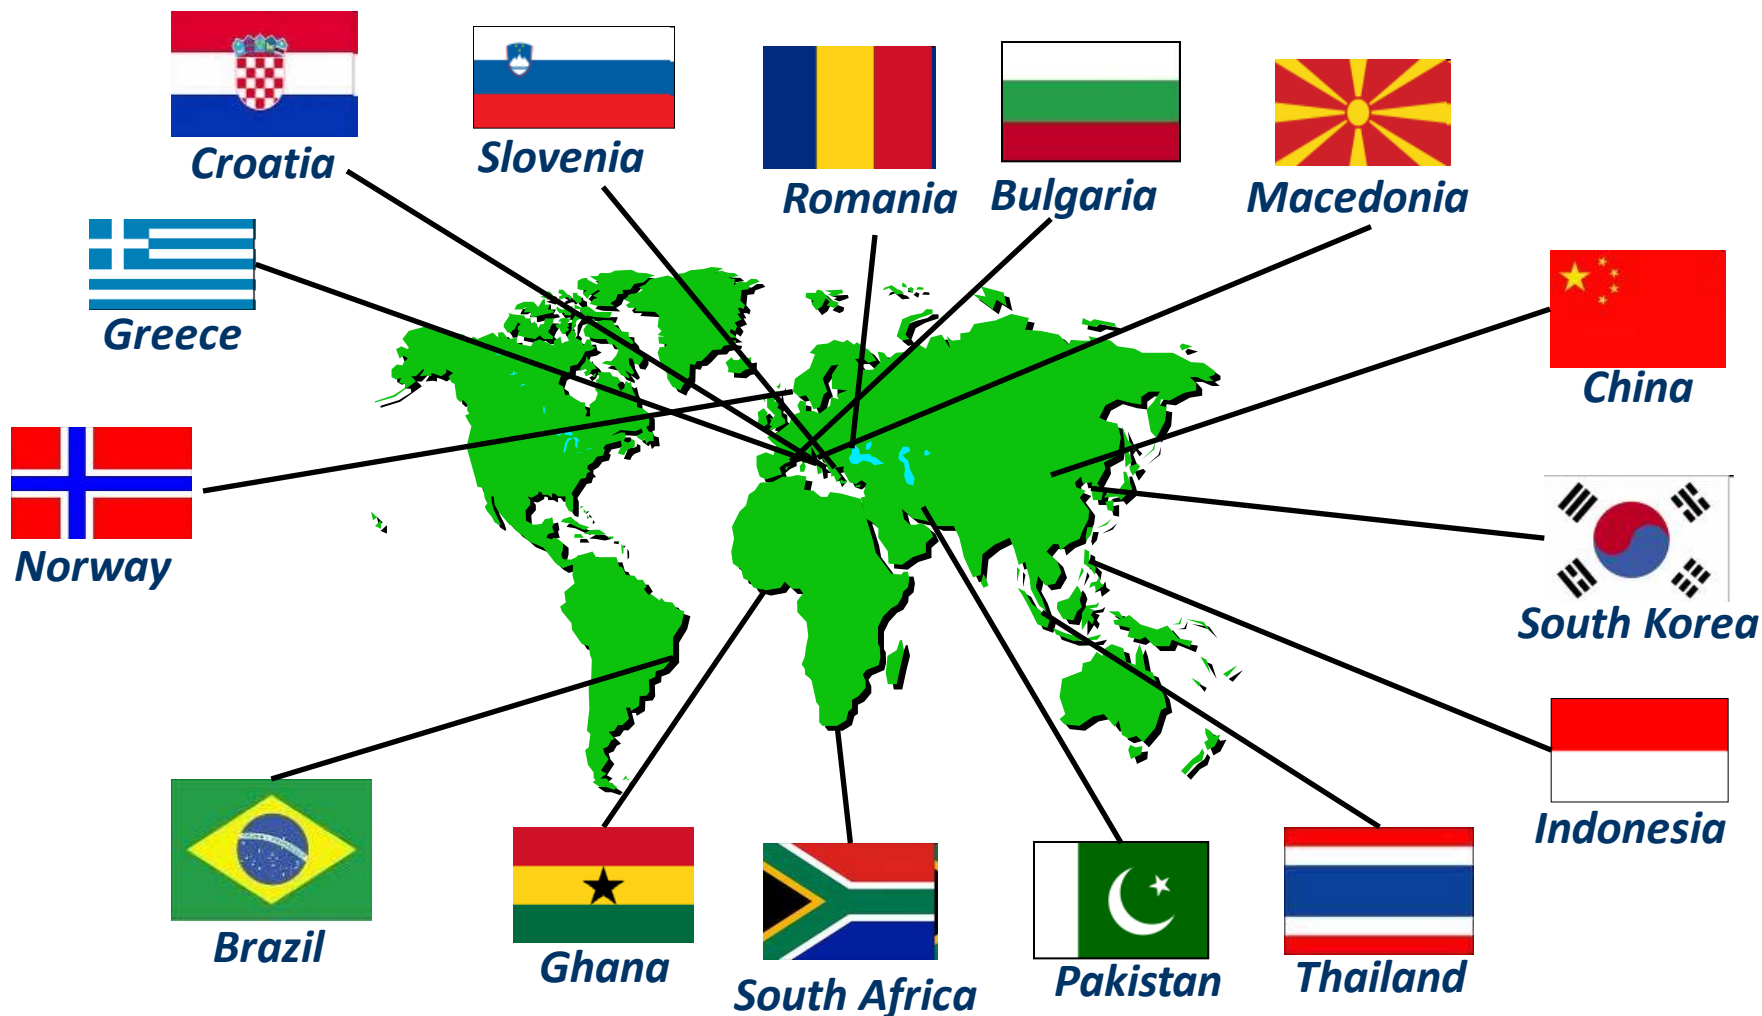 Croatia
Slovenia
Romania
Bulgaria
Macedonia
Greece
China
Norway
South Korea
Indonesia
Brazil
Ghana
South Africa
Pakistan
Thailand